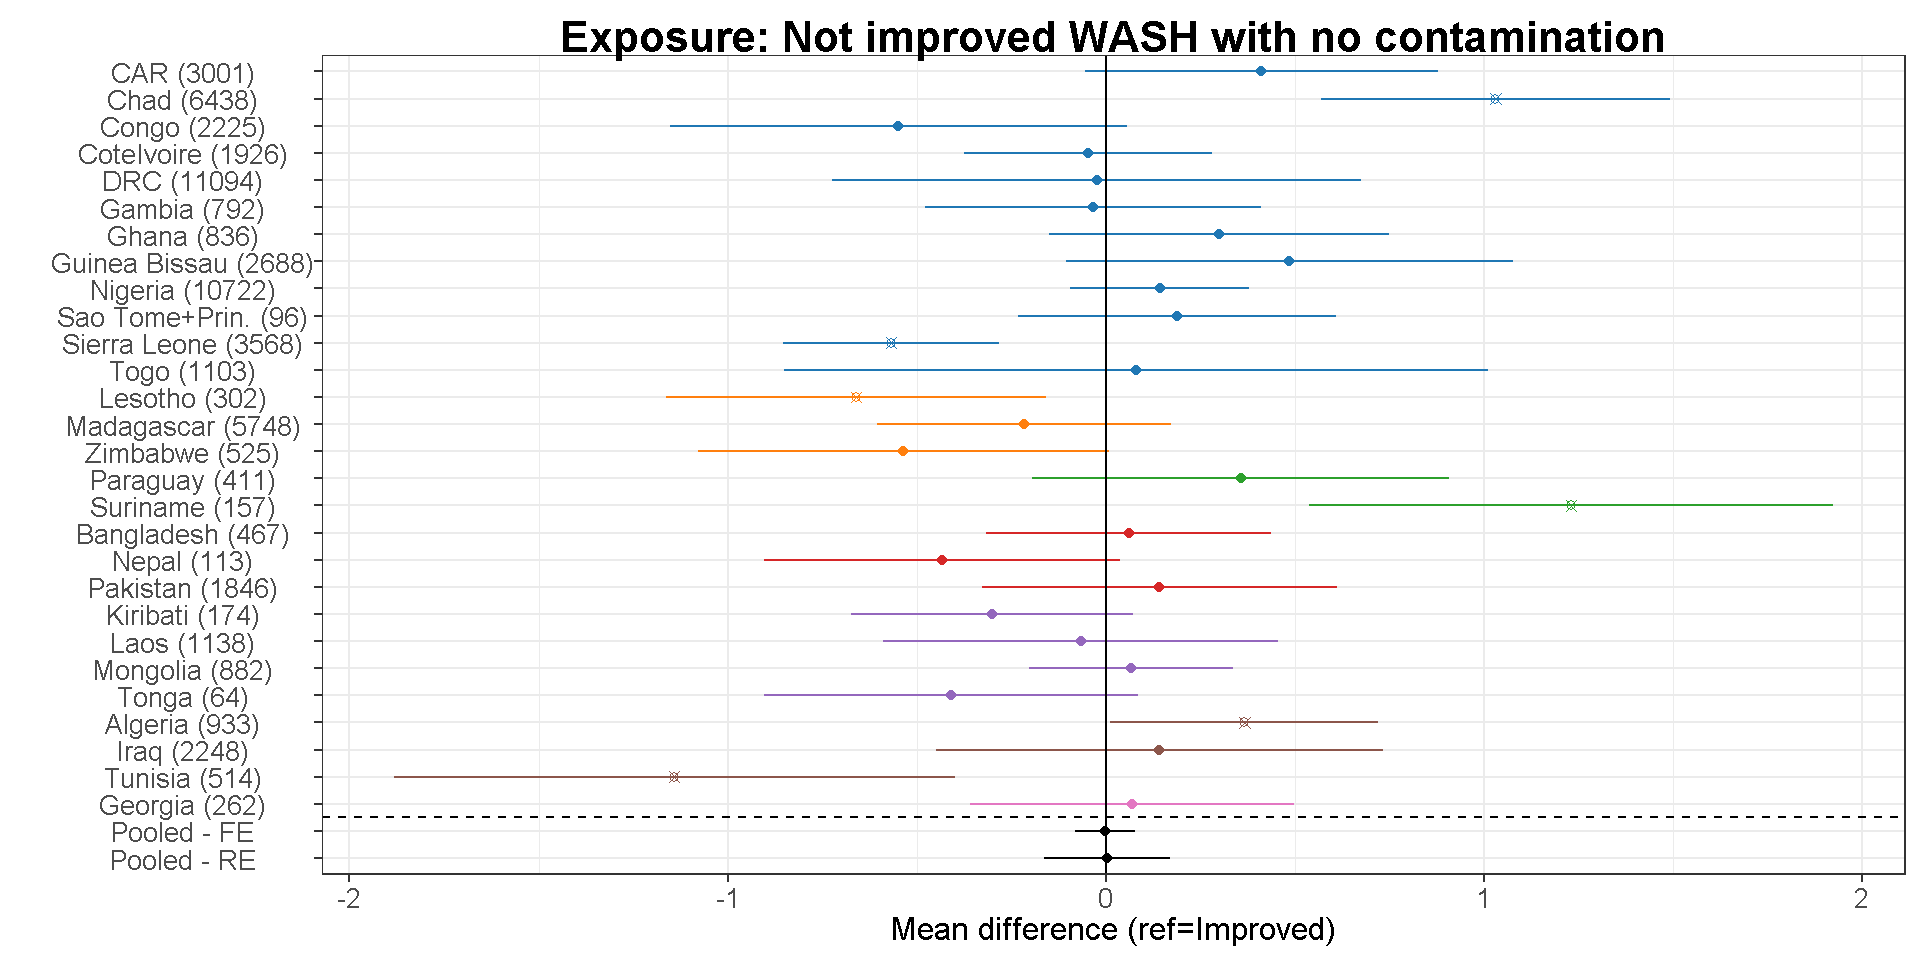 Exposure: Not improved WASH with no contamination
CAR (3001)
Chad (6438)
Congo (2225)
CoteIvoire (1926)
DRC (11094)
Gambia (792)
Ghana (836)
Guinea Bissau (2688)
Nigeria (10722)
Sao Tome+Prin. (96)
Sierra Leone (3568)
Togo (1103)
Lesotho (302)
Madagascar (5748)
Zimbabwe (525)
Paraguay (411)
Suriname (157)
Bangladesh (467)
Nepal (113)
Pakistan (1846)
Kiribati (174)
Laos (1138)
Mongolia (882)
Tonga (64)
Algeria (933)
Iraq (2248)
Tunisia (514)
Georgia (262)
Pooled - FE
Pooled - RE
-2 -1 0 1 2
Mean difference (ref=Improved)